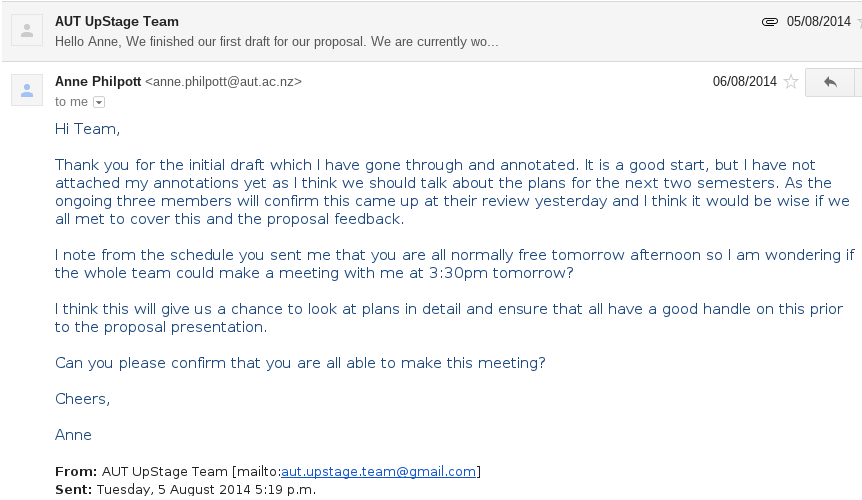 AUT UpStage Team 05/08/2014
Hello Anne, We finished our first draft for our proposal. We are currently wo...
Anne Philpott <anne.philpott@aut.ac.nz> 06/08/2014
to me
Hi Team,
Thank you for the initial draft which I have gone through and annotated. It is a good start, but I have not
attached my annotations yet as I think we should talk about the plans for the next two semesters. As the
ongoing three members will confirm this came up at their review yesterday and I think it would be wise if we
all met to cover this and the proposal feedback.
I note from the schedule you sent me that you are all normally free tomorrow afternoon so I am wondering if
the whole team could make a meeting with me at 3:30pm tomorrow?
I think this will give us a chance to look at plans in detail and ensure that all have a good handle on this prior
to the proposal presentation.
Can you please confirm that you are all able to make this meeting?
Cheers,
Anne
From: AUT UpStage Team [mailto:aut.upstage.team@gmail.com]
Sent: Tuesday, 5 August 2014 5:19 p.m.